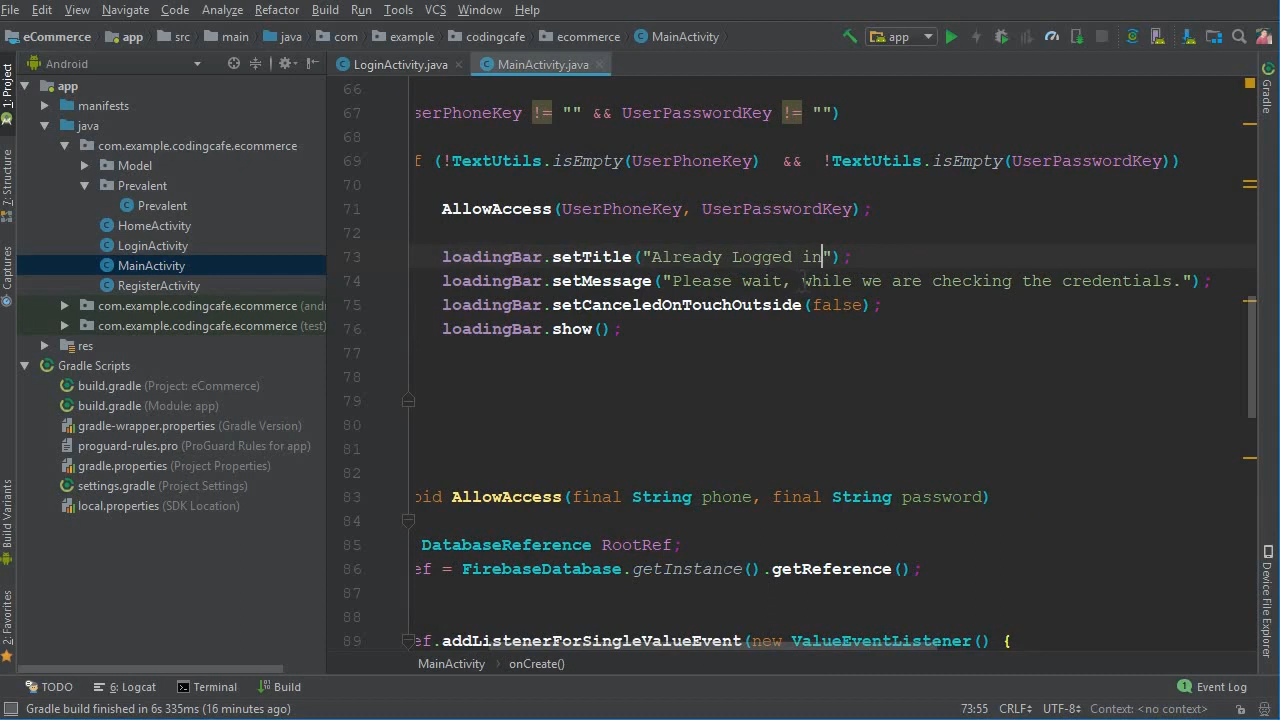 File Edit View Navigate Code Analyze Refactor Build Run Tools VCS Window Help
eCommerce app src main java com example codingcafe ecommerce MainActivity app
1: Project
7: Structure
Captures
Build Variants
2: Favorites
Android
LoginActivity.java MainActivity.java
Gradle
Device File Explorer
app
manifests
java
com.example.codingcafe.ecommerce
Model
Prevalent
Prevalent
HomeActivity
LoginActivity
MainActivity
RegisterActivity
com.example.codingcafe.ecommerce (andr
com.example.codingcafe.ecommerce (test)
res
Gradle Scripts
build.gradle (Project: eCommerce)
build.gradle (Module: app)
gradle-wrapper.properties (Gradle Version)
proguard-rules.pro (ProGuard Rules for app)
gradle.properties (Project Properties)
settings.gradle (Project Settings)
local.properties (SDK Location)
66
67 serPhoneKey != "" && UserPasswordKey != "")
68
69 f (!TextUtils.isEmpty(UserPhoneKey) && !TextUtils.isEmpty(UserPasswordKey))
70
71 AllowAccess(UserPhoneKey, UserPasswordKey);
72
73 loadingBar.setTitle("Already Logged in");
74 loadingBar.setMessage("Please wait, while we are checking the credentials.");
75 loadingBar.setCanceledOnTouchOutside(false);
76 loadingBar.show();
77
78
79
80
81
82
83 oid AllowAccess(final String phone, final String password)
84
85 DatabaseReference RootRef;
86 ef = FirebaseDatabase.getInstance().getReference();
87
88
89 ef.addListenerForSingleValueEvent(new ValueEventListener() {
MainActivity onCreate()
TODO 6: Logcat Terminal Build 1 Event Log
Gradle build finished in 6s 335ms (16 minutes ago) 73:55 CRLF UTF-8 Context: <no context>